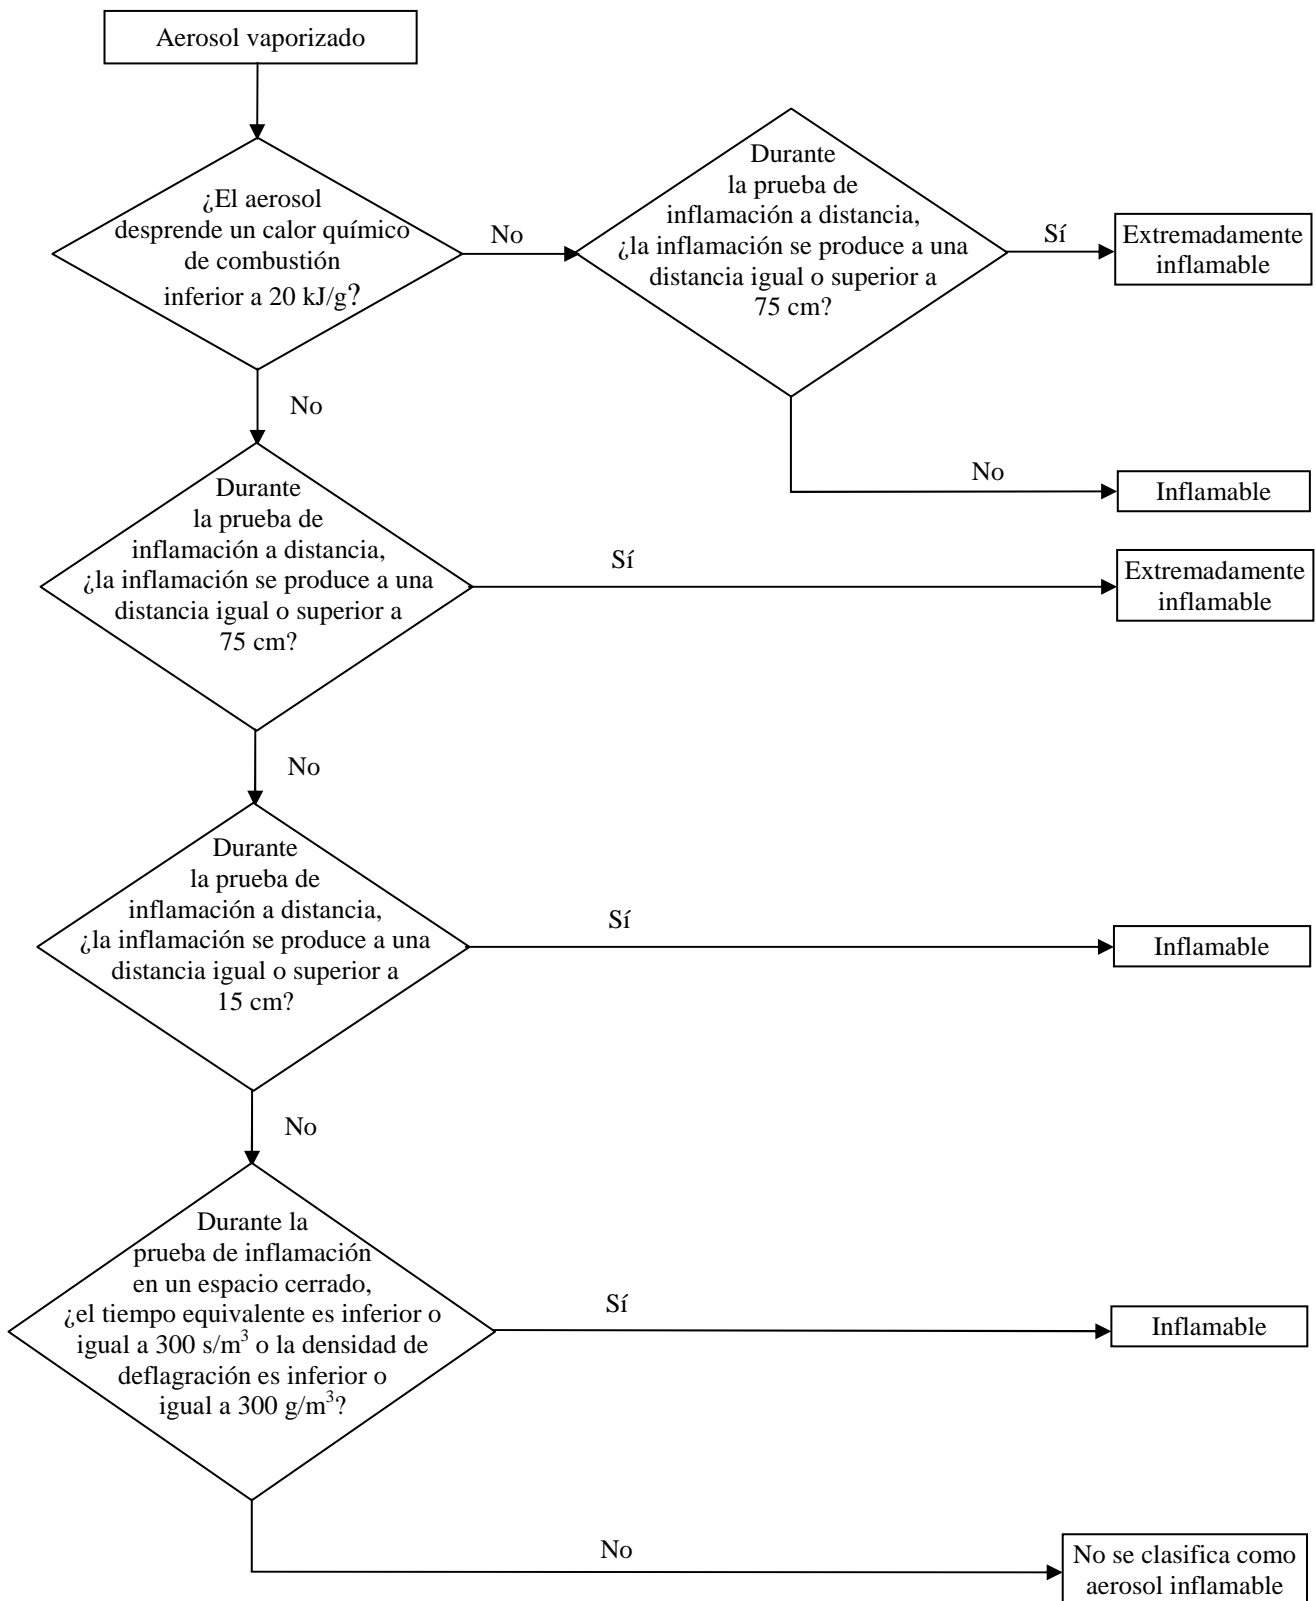 Aerosol vaporizado
¿El aerosol
desprende un calor químico
de combustión
inferior a 20 kJ/g?
No
Durante
la prueba de
inflamación a distancia,
¿la inflamación se produce a una
distancia igual o superior a
75 cm?
Sí
Extremadamente
inflamable
No
Inflamable
No
Durante
la prueba de
inflamación a distancia,
¿la inflamación se produce a una
distancia igual o superior a
75 cm?
Sí
Extremadamente
inflamable
No
Durante
la prueba de
inflamación a distancia,
¿la inflamación se produce a una
distancia igual o superior a
15 cm?
Sí
Inflamable
No
Durante la
prueba de inflamación
en un espacio cerrado,
¿el tiempo equivalente es inferior o
igual a 300 s/m³ o la densidad de
deflagración es inferior o
igual a 300 g/m³?
Sí
Inflamable
No
No se clasifica como
aerosol inflamable